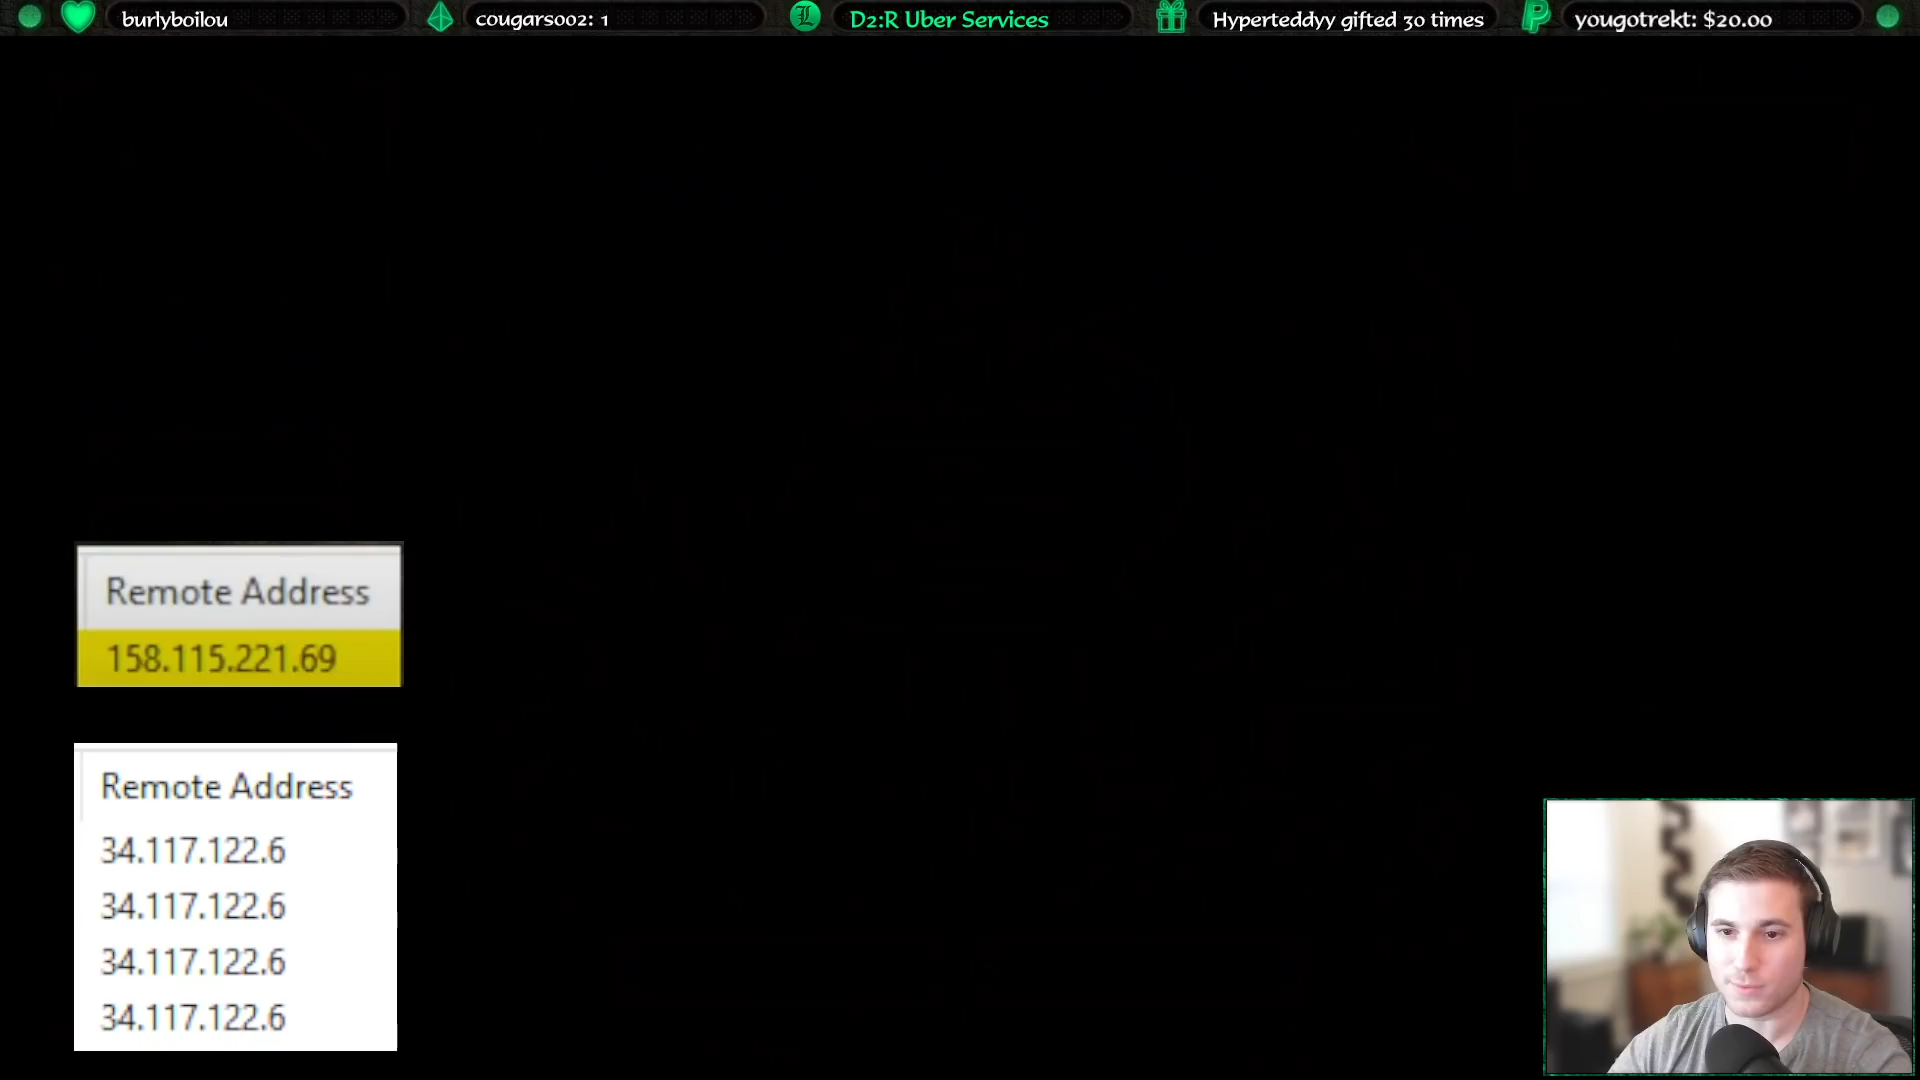 burlyboilou
cougars002: 1
D2:R Uber Services
Hyperteddyy gifted 30 times
yougotrekt: $20.00
Remote Address
158.115.221.69
Remote Address
34.117.122.6
34.117.122.6
34.117.122.6
34.117.122.6